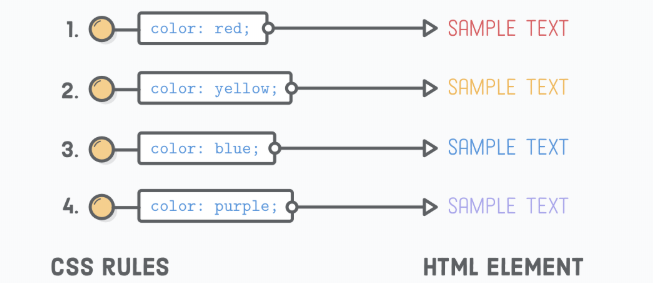 1. color: red; SAMPLE TEXT
2. color: yellow; SAMPLE TEXT
3. color: blue; SAMPLE TEXT
4. color: purple; SAMPLE TEXT
CSS RULES HTML ELEMENT